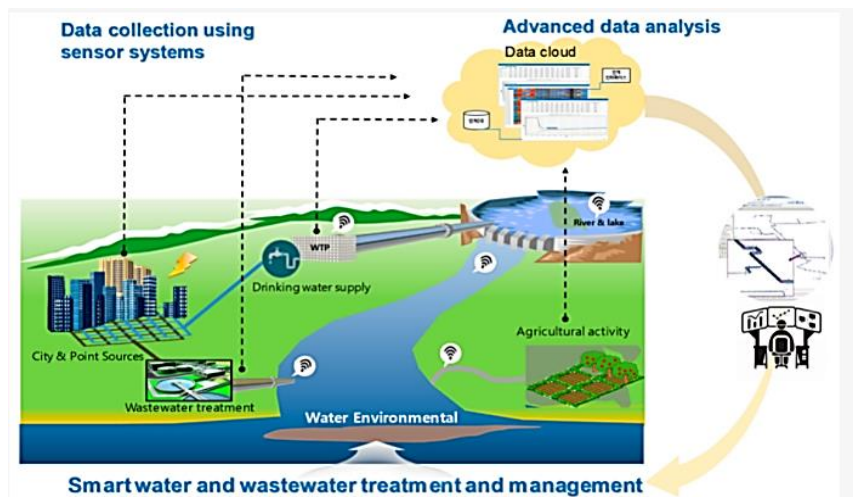 Data collection using
sensor systems
Advanced data analysis
Data cloud
River & lake
WTP
Drinking water supply
Agricultural activity
City & Point Sources
Wastewater treatment
Water Environmental
Smart water and wastewater treatment and management